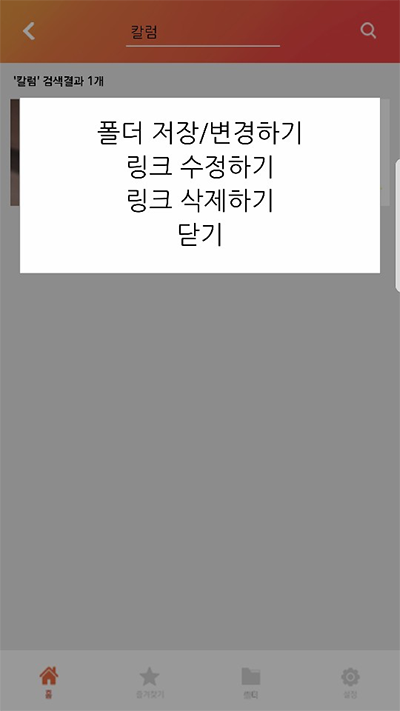 칼럼
'칼럼' 검색결과 1개
폴더 저장/변경하기
링크 수정하기
링크 삭제하기
닫기
홈
즐겨찾기
폴더
설정